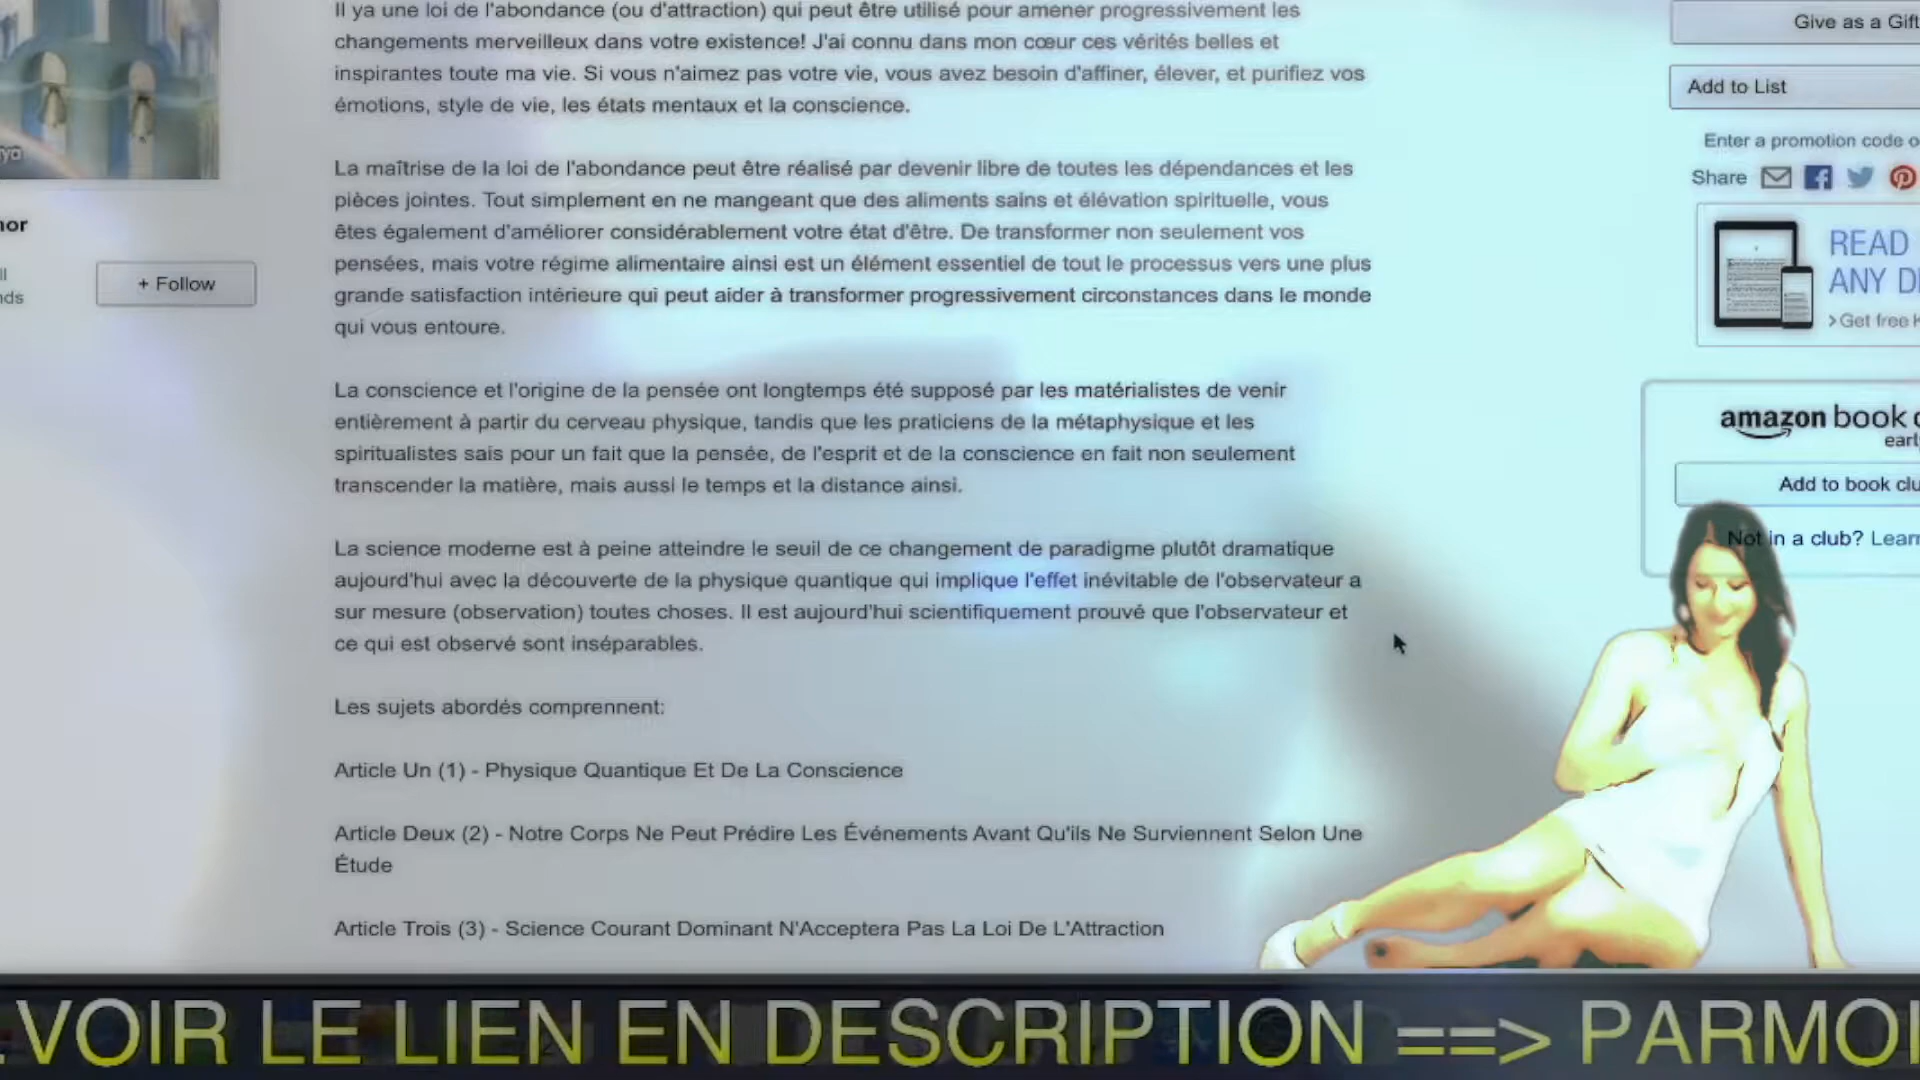 Il ya une loi de l'abondance (ou d'attraction) qui peut être utilisé pour amener progressivement les
changements merveilleux dans votre existence! J'ai connu dans mon cœur ces vérités belles et
inspirantes toute ma vie. Si vous n'aimez pas votre vie, vous avez besoin d'affiner, élever, et purifiez vos
émotions, style de vie, les états mentaux et la conscience.
La maîtrise de la loi de l'abondance peut être réalisé par devenir libre de toutes les dépendances et les
pièces jointes. Tout simplement en ne mangeant que des aliments sains et élévation spirituelle, vous
êtes également d'améliorer considérablement votre état d'être. De transformer non seulement vos
pensées, mais votre régime alimentaire ainsi est un élément essentiel de tout le processus vers une plus
grande satisfaction intérieure qui peut aider à transformer progressivement circonstances dans le monde
qui vous entoure.
La conscience et l'origine de la pensée ont longtemps été supposé par les matérialistes de venir
entièrement à partir du cerveau physique, tandis que les praticiens de la métaphysique et les
spiritualistes sais pour un fait que la pensée, de l'esprit et de la conscience en fait non seulement
transcender la matière, mais aussi le temps et la distance ainsi.
La science moderne est à peine atteindre le seuil de ce changement de paradigme plutôt dramatique
aujourd'hui avec la découverte de la physique quantique qui implique l'effet inévitable de l'observateur a
sur mesure (observation) toutes choses. Il est aujourd'hui scientifiquement prouvé que l'observateur et
ce qui est observé sont inséparables.
Les sujets abordés comprennent:
Article Un (1) - Physique Quantique Et De La Conscience
Article Deux (2) - Notre Corps Ne Peut Prédire Les Événements Avant Qu'ils Ne Surviennent Selon Une
Étude
Article Trois (3) - Science Courant Dominant N'Acceptera Pas La Loi De L'Attraction
+ Follow
Give as a Gift
Add to List
Enter a promotion code o
Share
READ
ANY D
>Get free K
amazon book c
earl
Add to book clu
Not in a club? Learn
VOIR LE LIEN EN DESCRIPTION ==> PARMOI